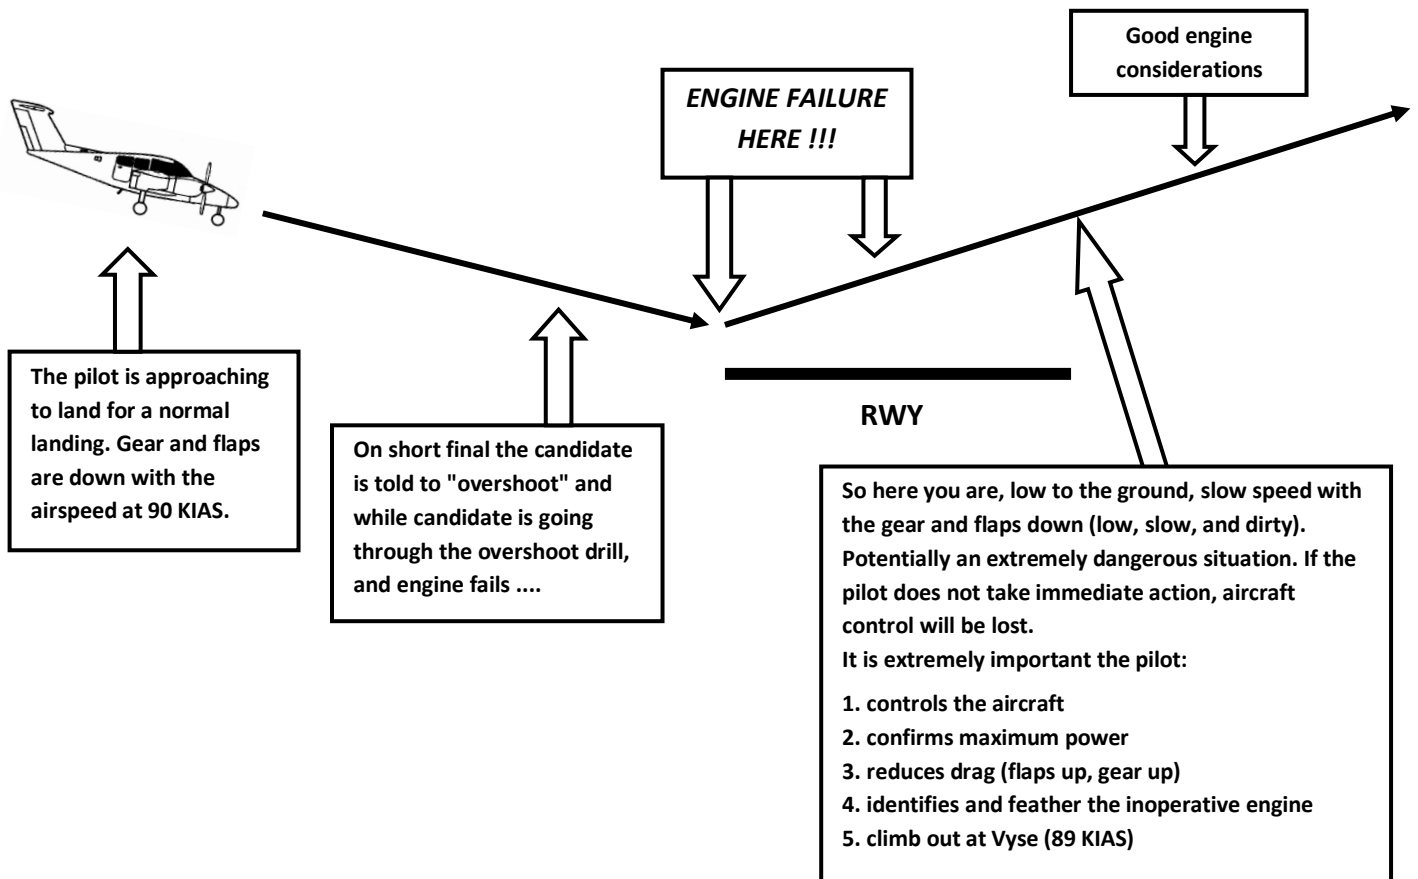 Good engine
considerations
ENGINE FAILURE
HERE !!!
The pilot is approaching
to land for a normal
landing. Gear and flaps
are down with the
airspeed at 90 KIAS.
On short final the candidate
is told to "overshoot" and
while candidate is going
through the overshoot drill,
and engine fails ....
RWY
So here you are, low to the ground, slow speed with
the gear and flaps down (low, slow, and dirty).
Potentially an extremely dangerous situation. If the
pilot does not take immediate action, aircraft
control will be lost.
It is extremely important the pilot:
1. controls the aircraft
2. confirms maximum power
3. reduces drag (flaps up, gear up)
4. identifies and feather the inoperative engine
5. climb out at Vyse (89 KIAS)